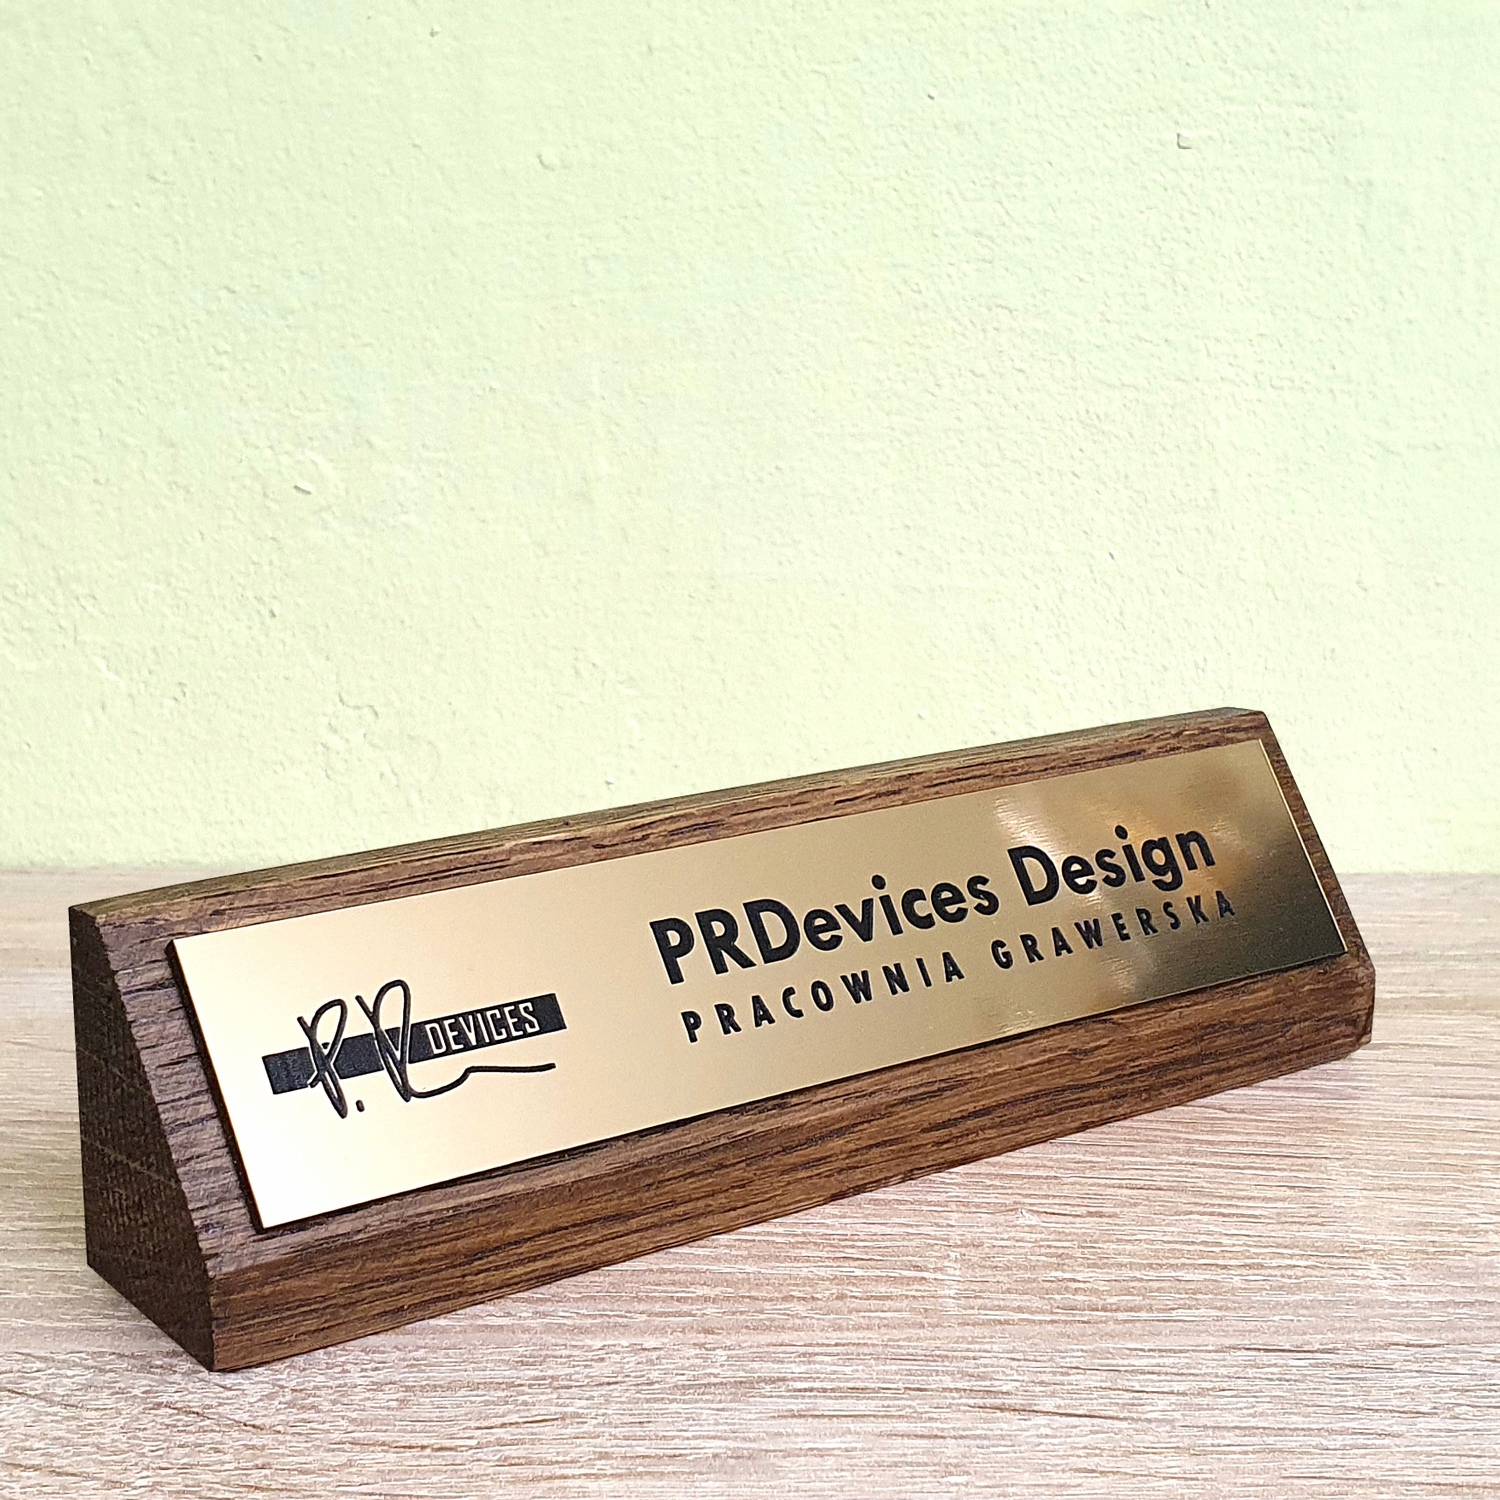 P. R. DEVICES
PRDevices Design
PRACOWNIA GRAWERSKA